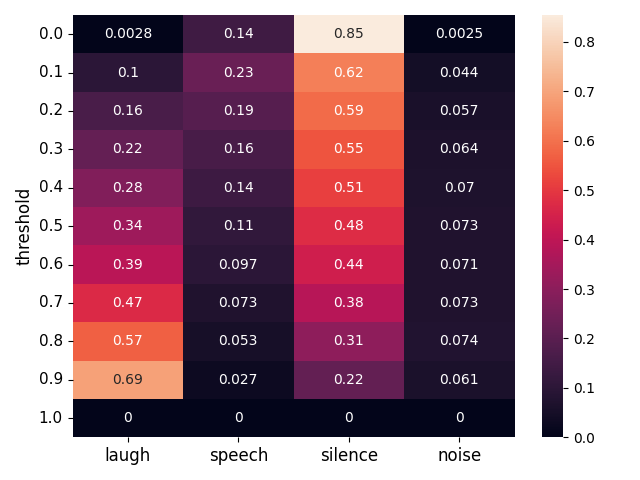 threshold
0.0 0.0028 0.14 0.85 0.0025
0.1 0.1 0.23 0.62 0.044
0.2 0.16 0.19 0.59 0.057
0.3 0.22 0.16 0.55 0.064
0.4 0.28 0.14 0.51 0.07
0.5 0.34 0.11 0.48 0.073
0.6 0.39 0.097 0.44 0.071
0.7 0.47 0.073 0.38 0.073
0.8 0.57 0.053 0.31 0.074
0.9 0.69 0.027 0.22 0.061
1.0 0 0 0 0
laugh speech silence noise
0.8
0.7
0.6
0.5
0.4
0.3
0.2
0.1
0.0